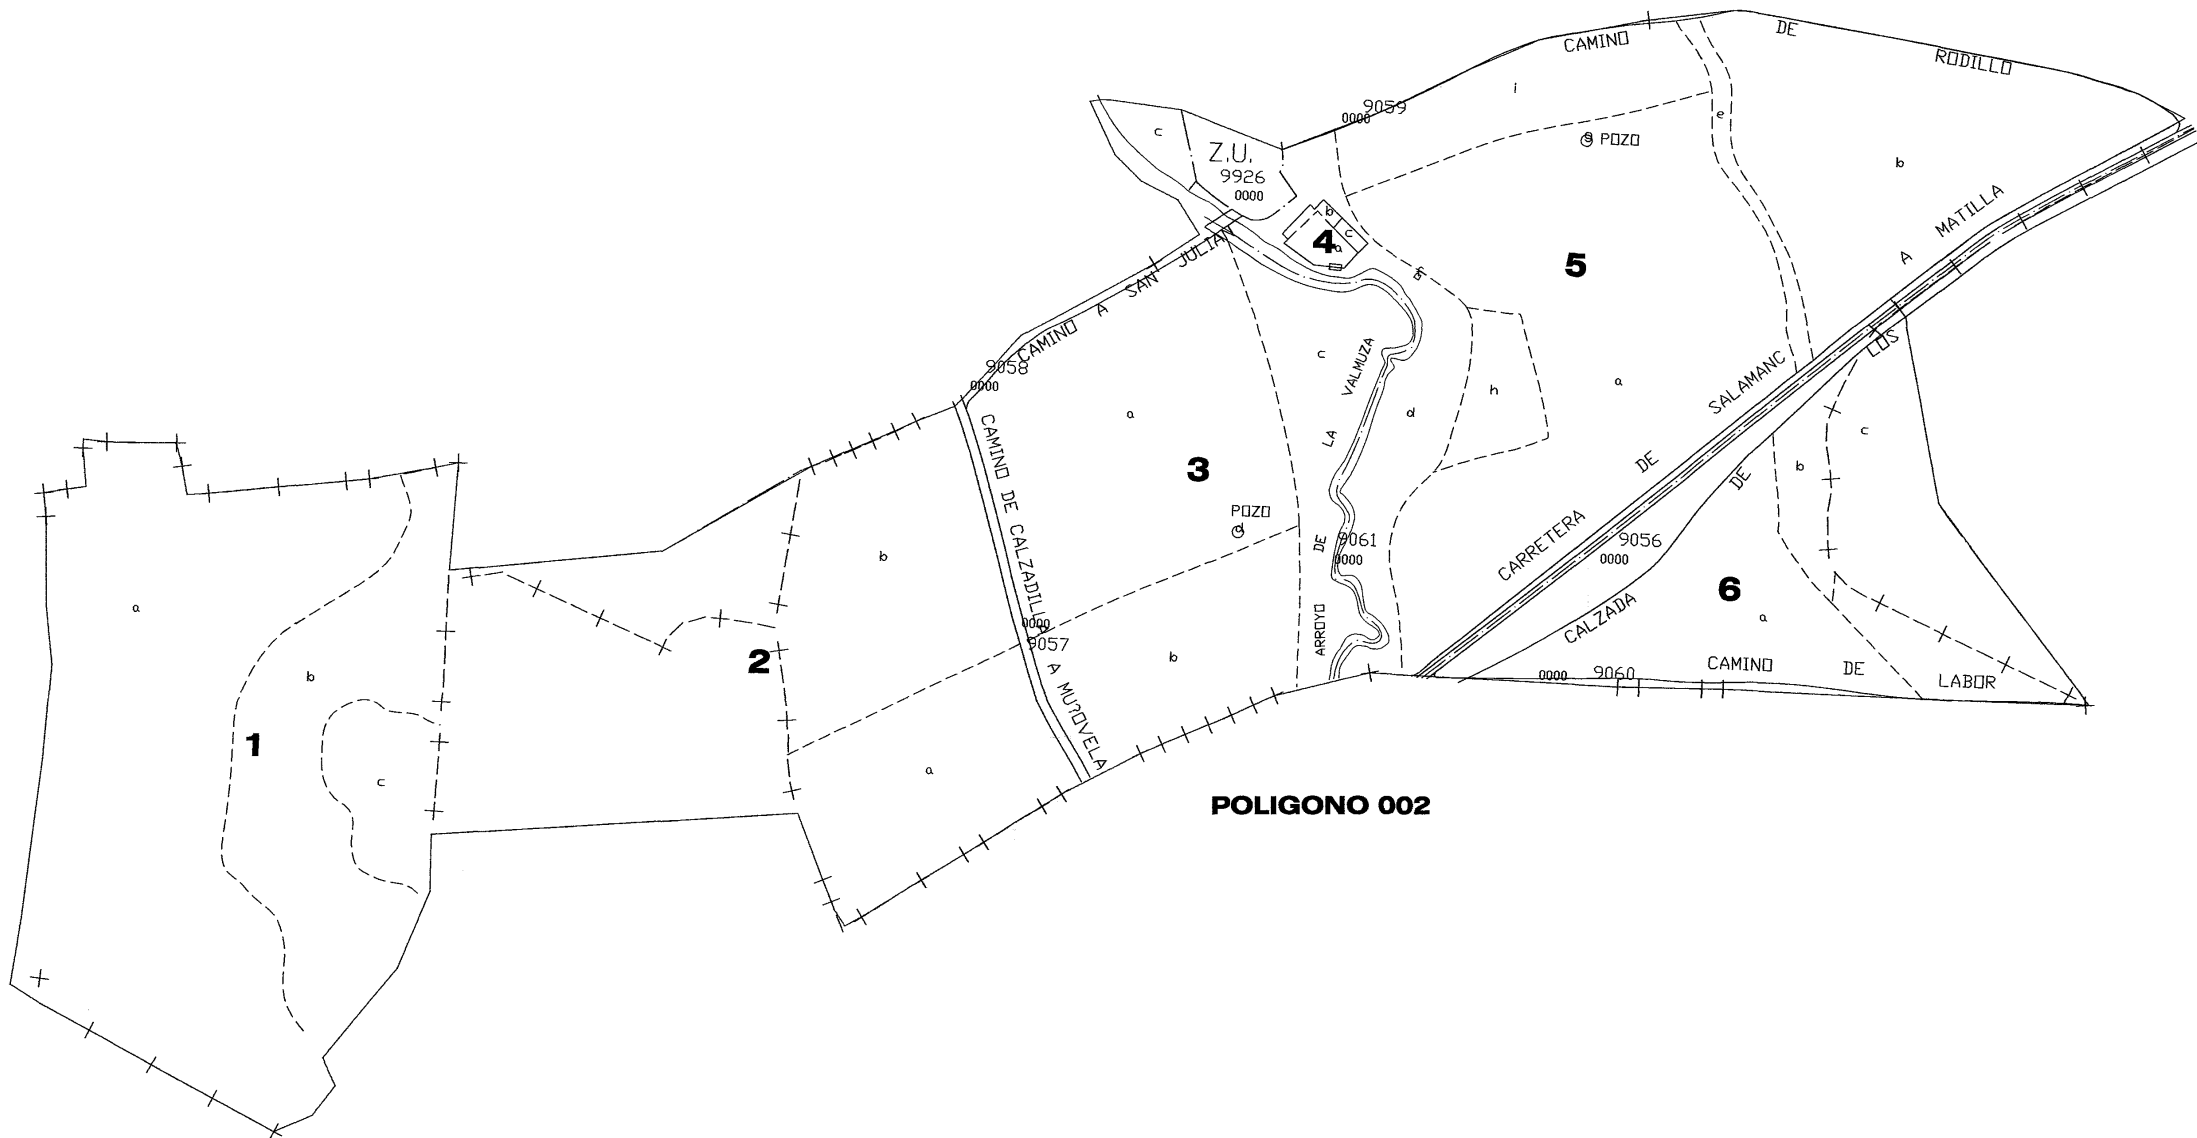 CAMINO DE RODILLO
i
9059
0000
c
e
g POZO
Z.U.
9926
0000
b
b
c
4
a
A MATILLA
5
CAMINO A SAN JULIAN
9058
0000
c
VALMUZA
h
a
d
a
SALAMANC
LOS
c
b
DE
DE
CAMINO DE CALZADILLA A MU?OVELA
3
POZO
d
b
LA
DE
9061
0000
ARROYO
CARRETERA
9056
0000
6
a
CALZADA
a
b
0000
9057
b
2
b
1
c
a
0000 9060 CAMINO DE LABOR
POLIGONO 002